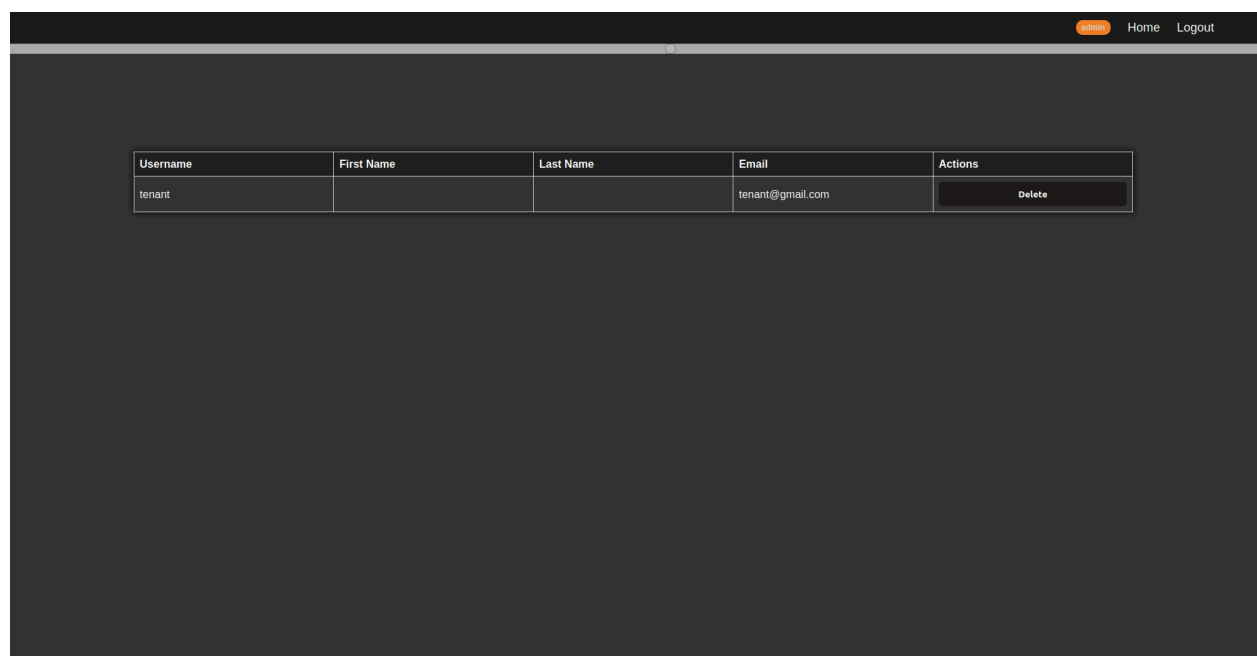 admin Home Logout
Username First Name Last Name Email Actions
tenant tenant@gmail.com Delete